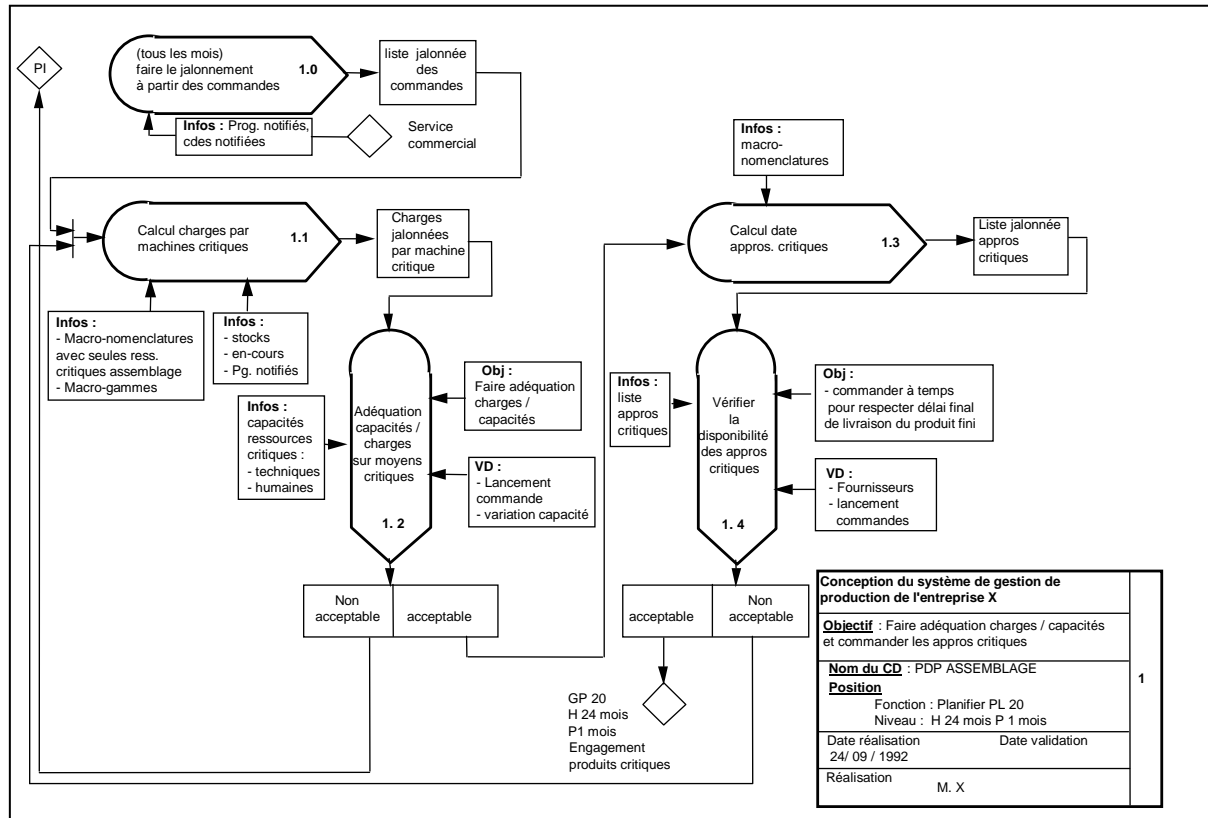 PI
(tous les mois)
faire le jalonnement
à partir des commandes
1.0
liste jalonnée
des
commandes
Infos : Prog. notifiés,
cdes notifiées
Service
commercial
Infos :
macro-
nomenclatures
Calcul charges par
machines critiques
1.1
Charges
jalonnées
par machine
critique
Calcul date
appros. critiques
1.3
Liste jalonnée
appros
critiques
Infos :
- Macro-nomenclatures
avec seules ress.
critiques assemblage
- Macro-gammes
Infos :
- stocks
- en-cours
- Pg. notifiés
Infos :
capacités
ressources
critiques :
- techniques
- humaines
Adéquation
capacités /
charges
sur moyens
critiques
1. 2
Obj :
Faire adéquation
charges /
capacités
VD :
- Lancement
commande
- variation capacité
Infos :
liste
appros
critiques
Vérifier
la
disponibilité
des appros
critiques
1. 4
Obj :
- commander à temps
pour respecter délai final
de livraison du produit fini
VD :
- Fournisseurs
- lancement
commandes
Non
acceptable
acceptable
acceptable
Non
acceptable
GP 20
H 24 mois
P1 mois
Engagement
produits critiques
Conception du système de gestion de
production de l'entreprise X
Objectif : Faire adéquation charges / capacités
et commander les appros critiques
Nom du CD : PDP ASSEMBLAGE
Position
Fonction : Planifier PL 20
Niveau : H 24 mois P 1 mois
1
Date réalisation Date validation
24/ 09 / 1992
Réalisation
M. X